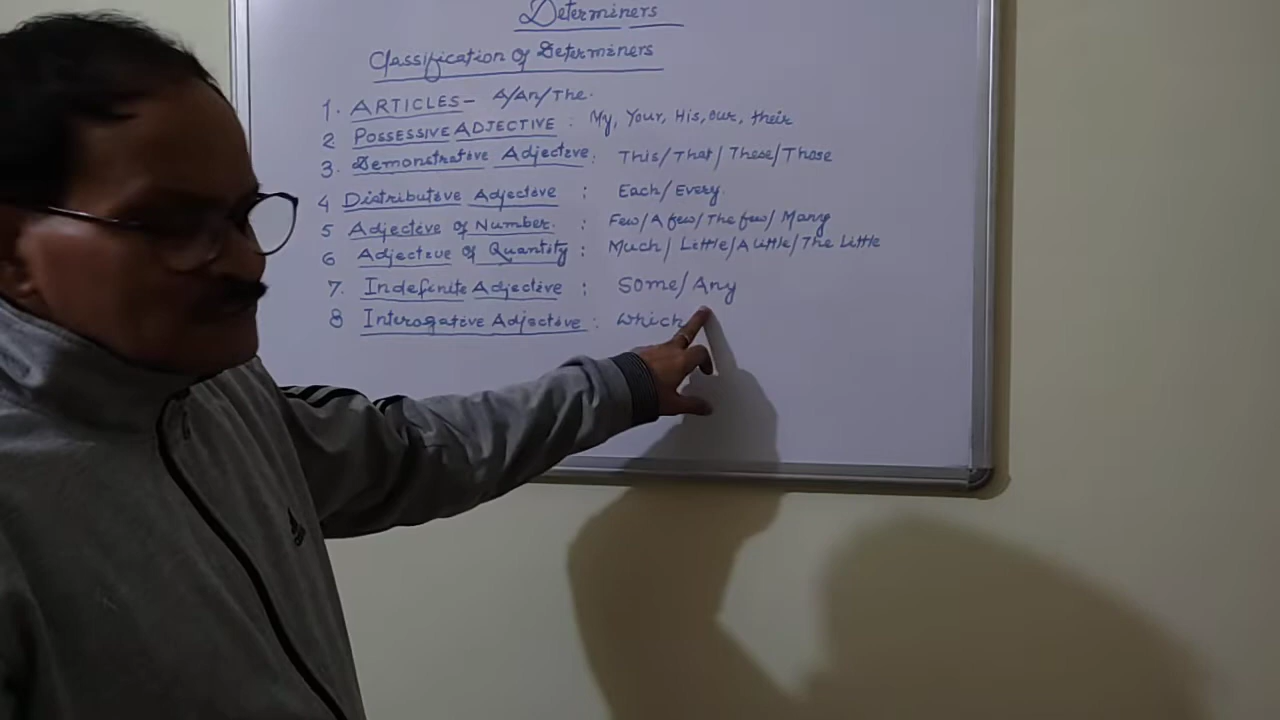 Determiners
Classification of Determiners
1. ARTICLES- A/An/The.
2 POSSESSIVE ADJECTIVE : My, Your, His, our, their
3. Demonstrative Adjective: This/That/These/Those
4 Distributive Adjective : Each/Every.
5 Adjective of Number. : Few/A few/The few/Many
6 Adjective of Quantity : Much/Little/A Little/The Little
7. Indefinite Adjective : Some/Any
8 Interogative Adjective : Which